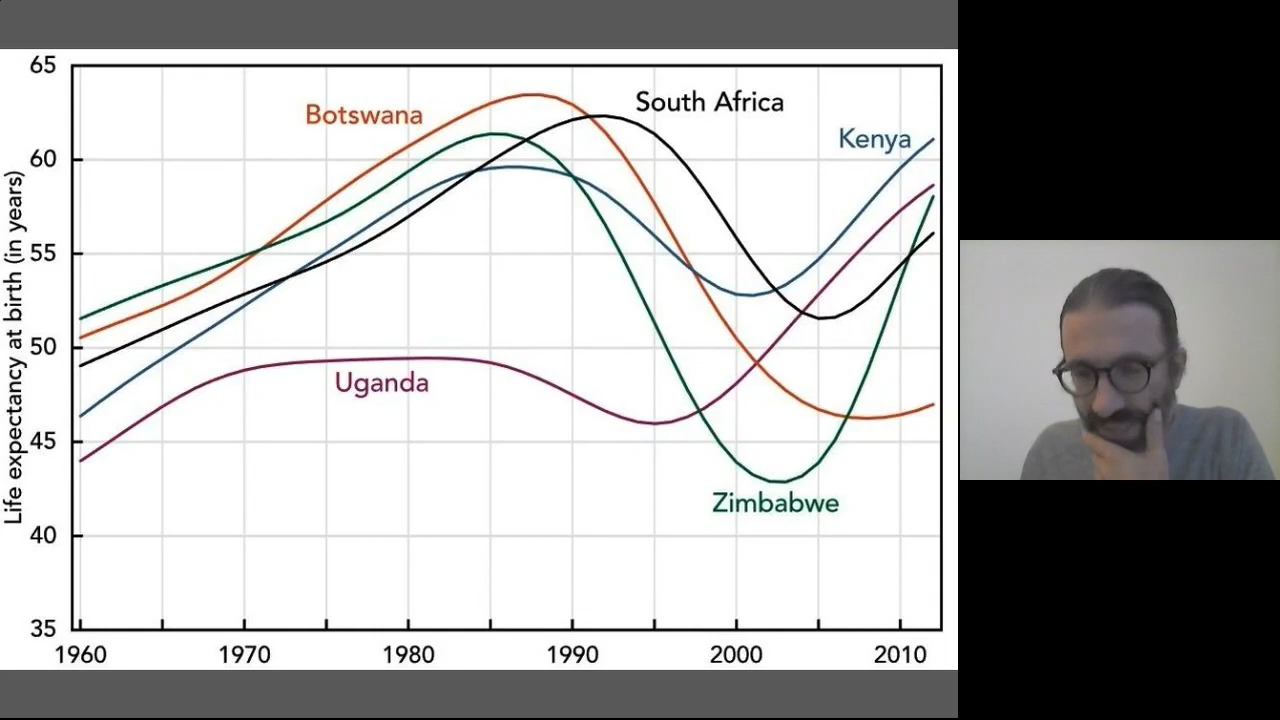 65
60
55
50
45
40
35
Life expectancy at birth (in years)
Botswana
South Africa
Kenya
Uganda
Zimbabwe
1960 1970 1980 1990 2000 2010